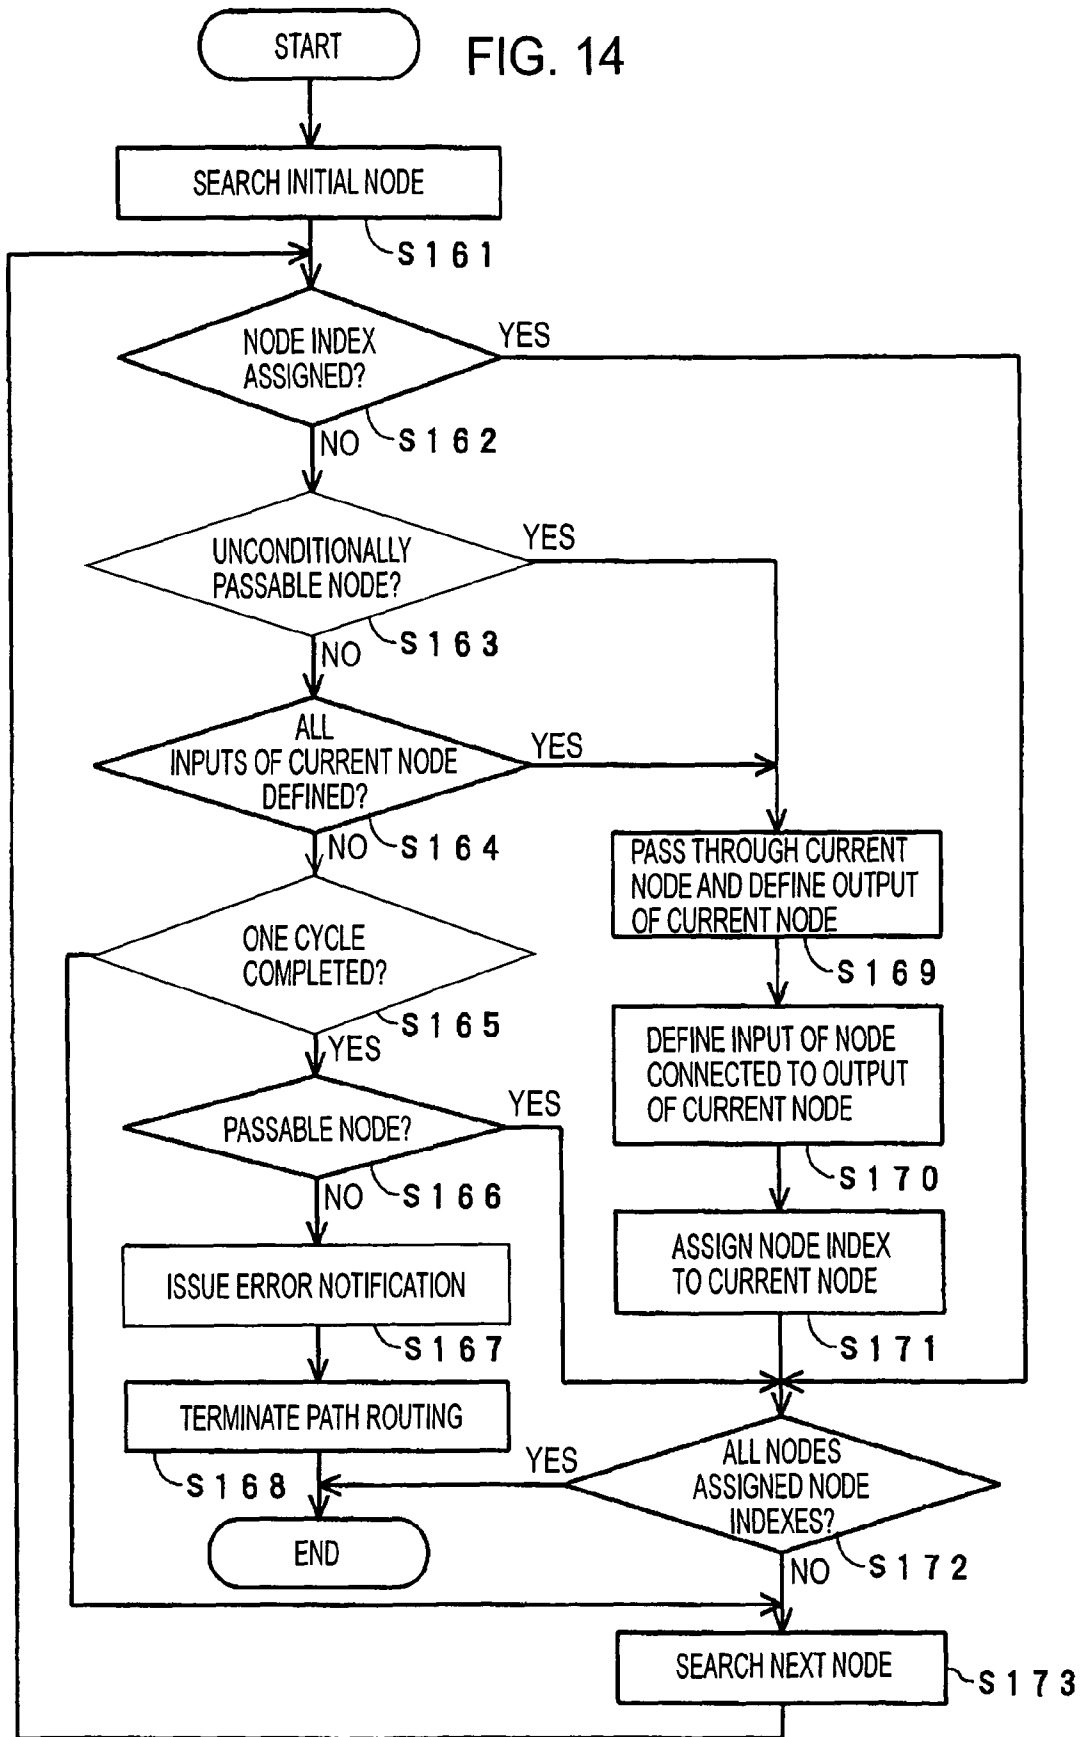 START
FIG. 14
SEARCH INITIAL NODE
S161
NODE INDEX
ASSIGNED?
YES
S162
NO
UNCONDITIONALLY
PASSABLE NODE?
YES
S163
NO
ALL
INPUTS OF CURRENT NODE
DEFINED?
YES
S164
NO
ONE CYCLE
COMPLETED?
S165
YES
PASSABLE NODE?
YES
S166
NO
ISSUE ERROR NOTIFICATION
S167
TERMINATE PATH ROUTING
S168
END
PASS THROUGH CURRENT
NODE AND DEFINE OUTPUT
OF CURRENT NODE
S169
DEFINE INPUT OF NODE
CONNECTED TO OUTPUT
OF CURRENT NODE
S170
ASSIGN NODE INDEX
TO CURRENT NODE
S171
ALL NODES
ASSIGNED NODE
INDEXES?
YES
S172
NO
SEARCH NEXT NODE
S173